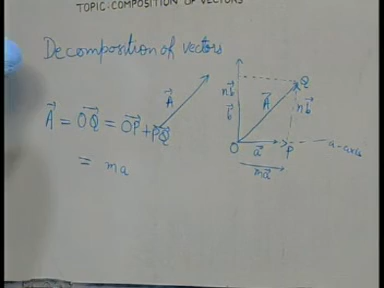 TOPIC: COMPOSITION OF VECTORS
Decomposition of vectors
A⃗
A⃗ = OQ⃗ = OP⃗ + PQ⃗
= ma
Q
nb⃗
A⃗
nb⃗
b⃗
O
a⃗
P
a-axis
ma⃗